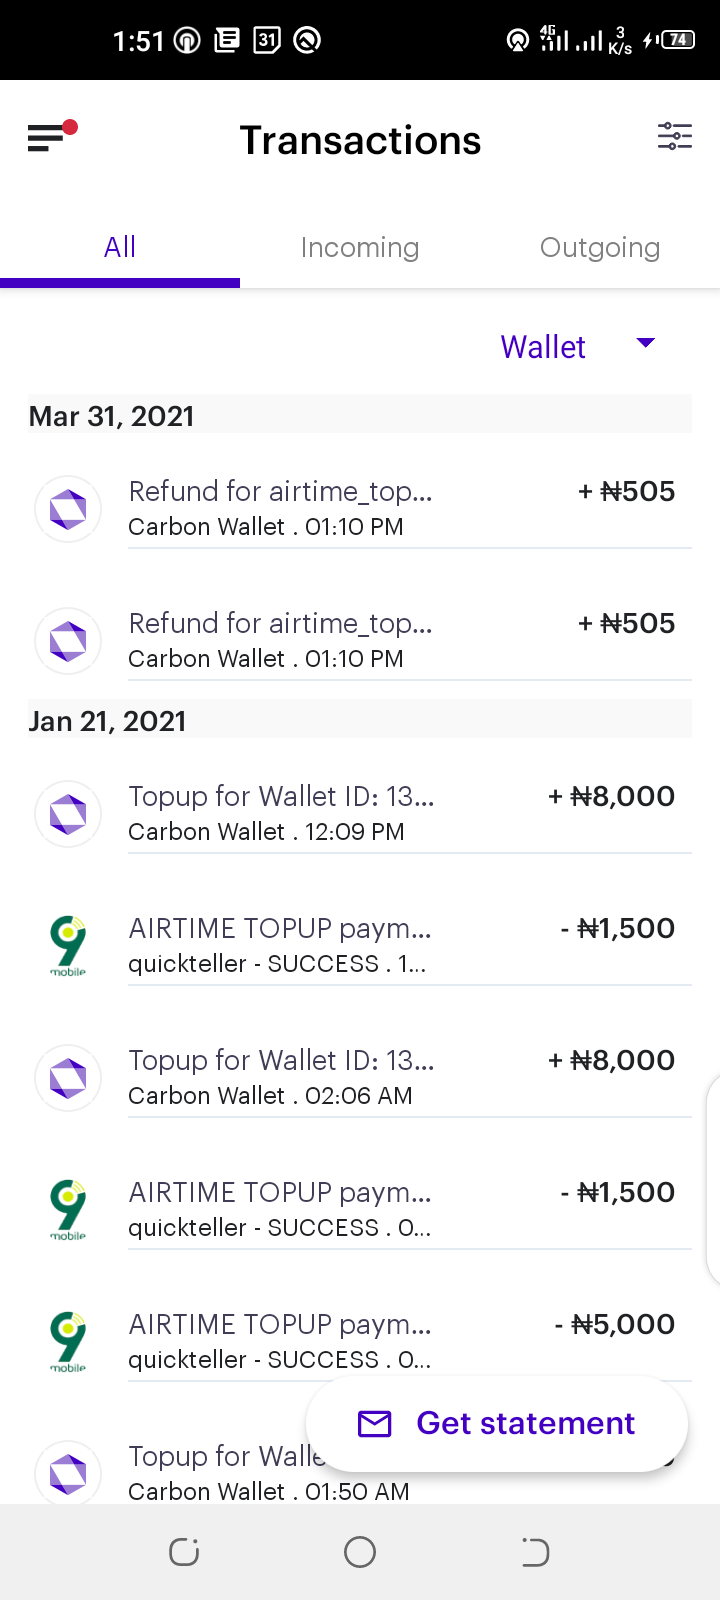 1:51 31 4G 3 K/s 74
Transactions
All Incoming Outgoing
Wallet
Mar 31, 2021
Refund for airtime_top... + ₦505
Carbon Wallet . 01:10 PM
Refund for airtime_top... + ₦505
Carbon Wallet . 01:10 PM
Jan 21, 2021
Topup for Wallet ID: 13... + ₦8,000
Carbon Wallet . 12:09 PM
AIRTIME TOPUP paym... - ₦1,500
9 mobile
quickteller - SUCCESS . 1...
Topup for Wallet ID: 13... + ₦8,000
Carbon Wallet . 02:06 AM
AIRTIME TOPUP paym... - ₦1,500
9 mobile
quickteller - SUCCESS . 0...
AIRTIME TOPUP paym... - ₦5,000
9 mobile
quickteller - SUCCESS . 0...
Get statement
Topup for Walle
Carbon Wallet . 01:50 AM